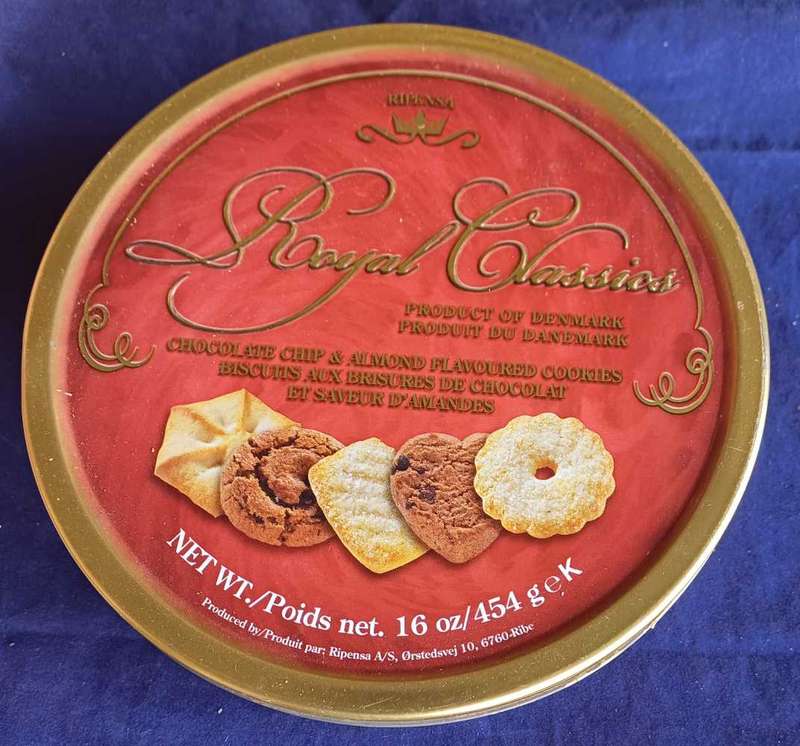 RIPENSA
Royal Classics
PRODUCT OF DENMARK
PRODUIT DU DANEMARK
CHOCOLATE CHIP & ALMOND FLAVOURED COOKIES
BISCUITS AUX BRISURES DE CHOCOLAT
ET SAVEUR D'AMANDES
NET WT./Poids net. 16 oz/454 g ℮ K
Produced by/Produit par: Ripensa A/S, Ørstedsvej 10, 6760-Ribe